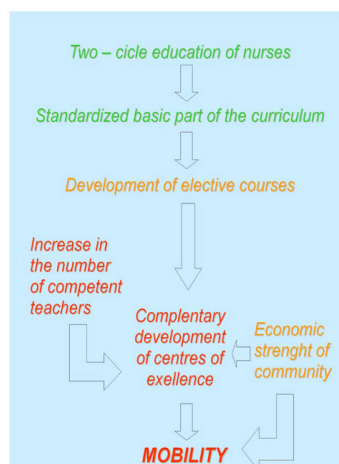 Two – cicle education of nurses
Standardized basic part of the curriculum
Development of elective courses
Increase in
the number
of competent
teachers
Complentary
development
of centres of
exellence
Economic
strenght of
community
MOBILITY